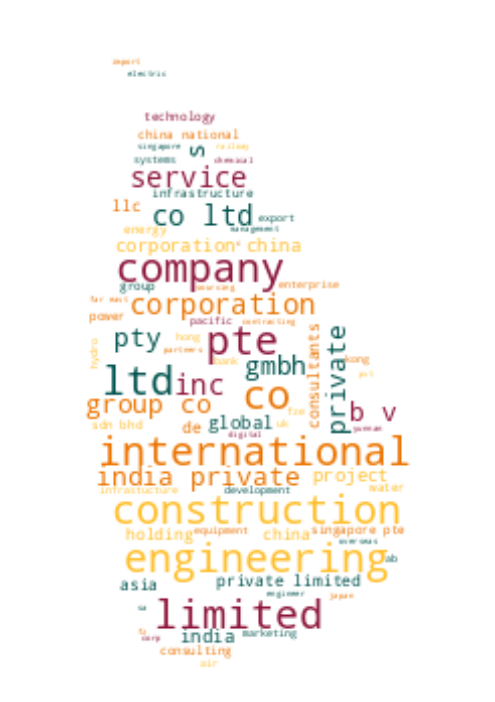 import
electric
technology
china national
singapore s railway
systems chemical
service
infrastructure
llc co ltd export
energy management
corporation china
company
group sourcing enterprise
far east corporation
power pacific contracting
pty hong pte consultants private
hydro partners bank gmbh kong
ltd inc co
group co b v
sdn bhd de global uk fze yunnan
digital
international
india private project
infrastucture development water
construction
holding equipment china singapore pte
overseas
engineering ab
asia private limited
engineer japan
sa limited
fz corp india marketing
consulting
air